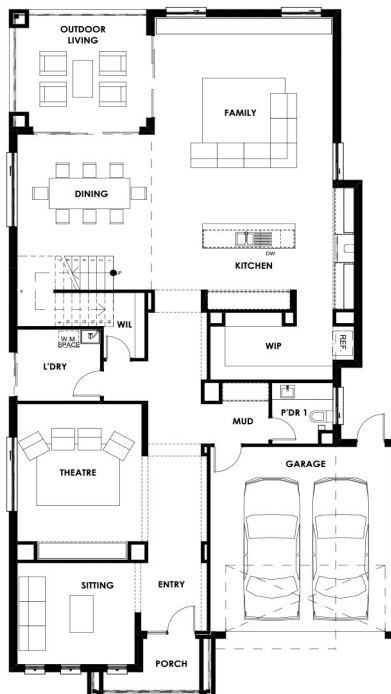 OUTDOOR
LIVING
FAMILY
DINING
DW
KITCHEN
WIL
W.M.
SPACE
T
L'DRY
WIP
REF.
MUD
P'DR 1
THEATRE
GARAGE
SITTING
ENTRY
PORCH